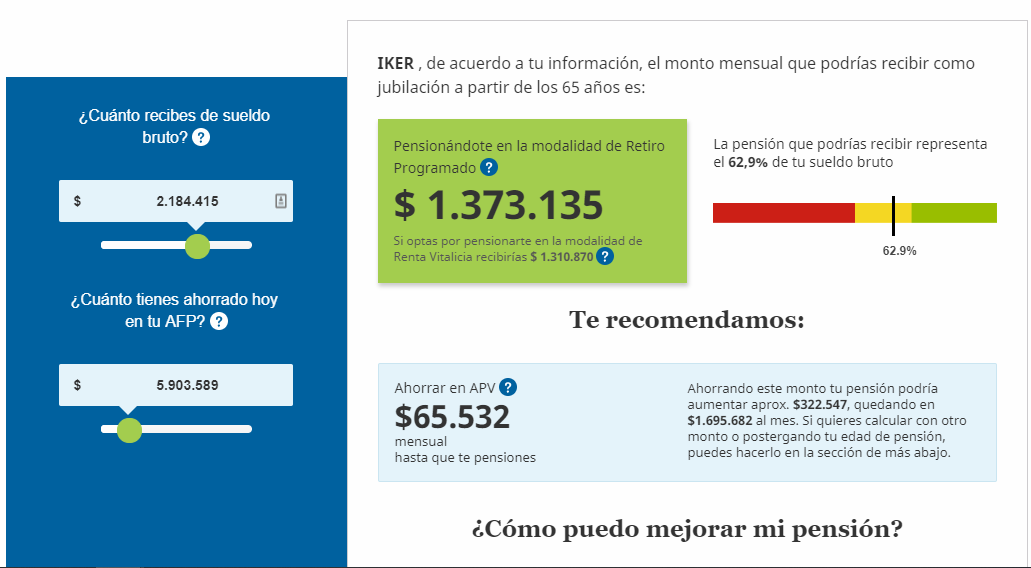 ¿Cuánto recibes de sueldo
bruto? ?
$ 2.184.415
¿Cuánto tienes ahorrado hoy
en tu AFP? ?
$ 5.903.589
IKER , de acuerdo a tu información, el monto mensual que podrías recibir como
jubilación a partir de los 65 años es:
Pensionándote en la modalidad de Retiro
Programado ?
$ 1.373.135
Si optas por pensionarte en la modalidad de
Renta Vitalicia recibirías $ 1.310.870 ?
La pensión que podrías recibir representa
el 62,9% de tu sueldo bruto
62.9%
Te recomendamos:
Ahorrar en APV ?
$65.532
mensual
hasta que te pensiones
Ahorrando este monto tu pensión podría
aumentar aprox. $322.547, quedando en
$1.695.682 al mes. Si quieres calcular con otro
monto o postergando tu edad de pensión,
puedes hacerlo en la sección de más abajo.
¿Cómo puedo mejorar mi pensión?